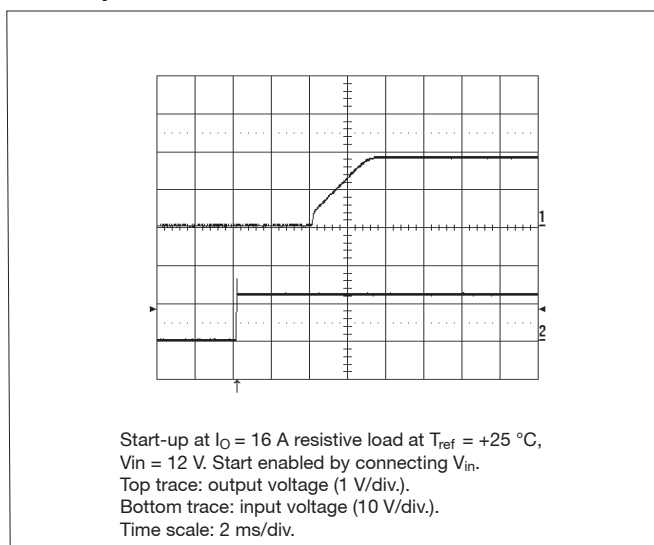 1
2
Start-up at IO = 16 A resistive load at Tref = +25 °C,
Vin = 12 V. Start enabled by connecting Vin.
Top trace: output voltage (1 V/div.).
Bottom trace: input voltage (10 V/div.).
Time scale: 2 ms/div.